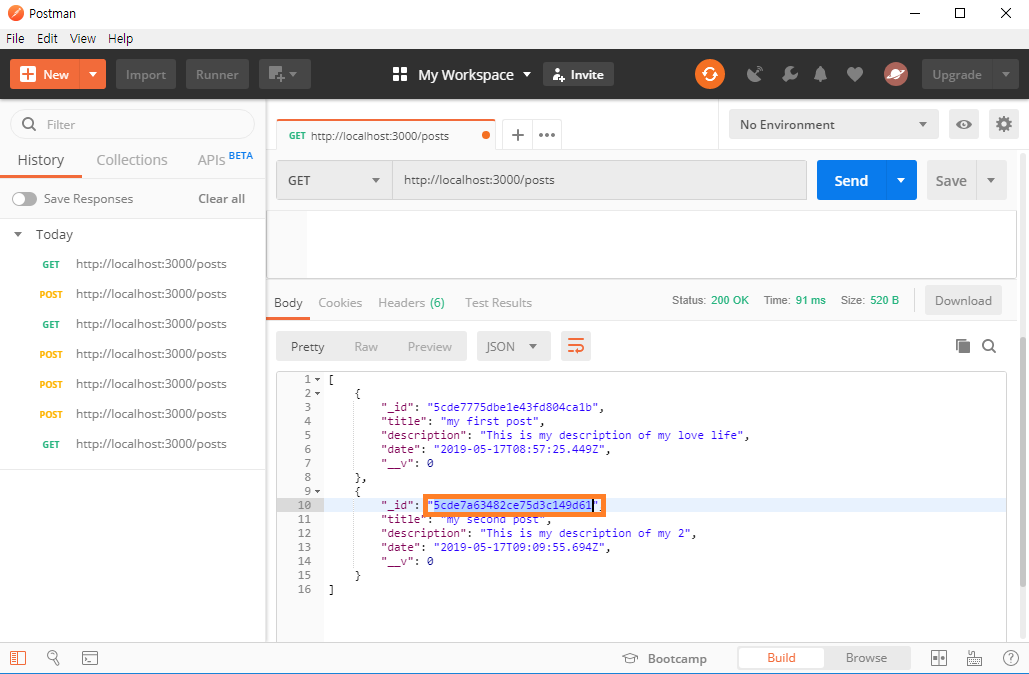 Postman
File Edit View Help
New Import Runner My Workspace Invite Upgrade
Filter
History Collections APIs BETA
Save Responses Clear all
Today
GET http://localhost:3000/posts
POST http://localhost:3000/posts
GET http://localhost:3000/posts
POST http://localhost:3000/posts
POST http://localhost:3000/posts
POST http://localhost:3000/posts
GET http://localhost:3000/posts
GET http://localhost:3000/posts
No Environment
GET http://localhost:3000/posts Send Save
Body Cookies Headers (6) Test Results Status: 200 OK Time: 91 ms Size: 520 B Download
Pretty Raw Preview JSON
1 [
2 {
3 "_id": "5cde7775dbe1e43fd804ca1b",
4 "title": "my first post",
5 "description": "This is my description of my love life",
6 "date": "2019-05-17T08:57:25.449Z",
7 "__v": 0
8 },
9 {
10 "_id": "5cde7a63482ce75d3c149d61",
11 "title": "my second post",
12 "description": "This is my description of my 2",
13 "date": "2019-05-17T09:09:55.694Z",
14 "__v": 0
15 }
16 ]
Bootcamp Build Browse